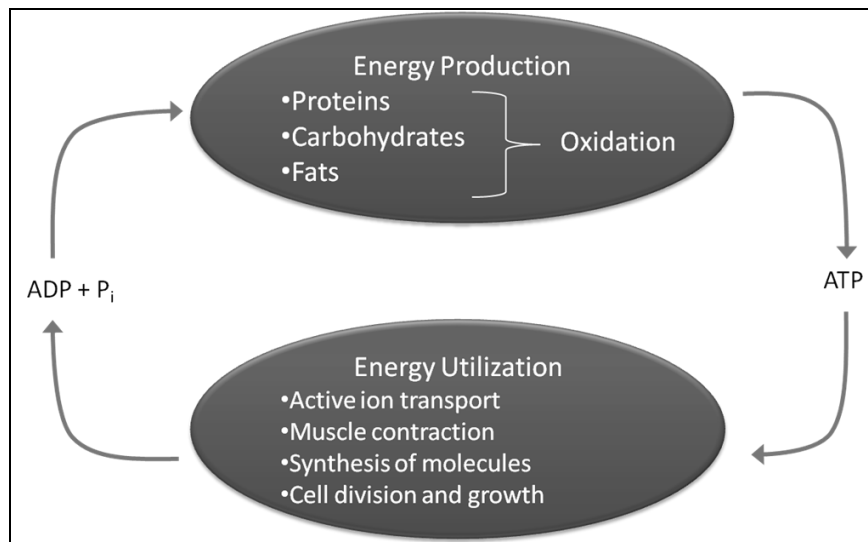 Energy Production
•Proteins
•Carbohydrates
Oxidation
•Fats
ADP + Pᵢ
ATP
Energy Utilization
•Active ion transport
•Muscle contraction
•Synthesis of molecules
•Cell division and growth